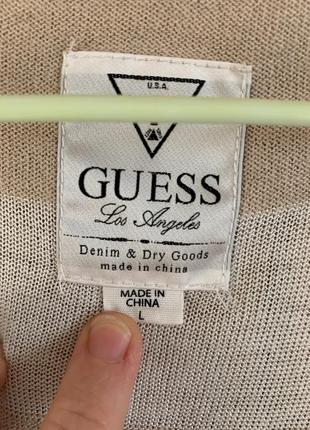 U.S.A.
GUESS
Los Angeles
Denim & Dry Goods
made in china
MADE IN
CHINA
L